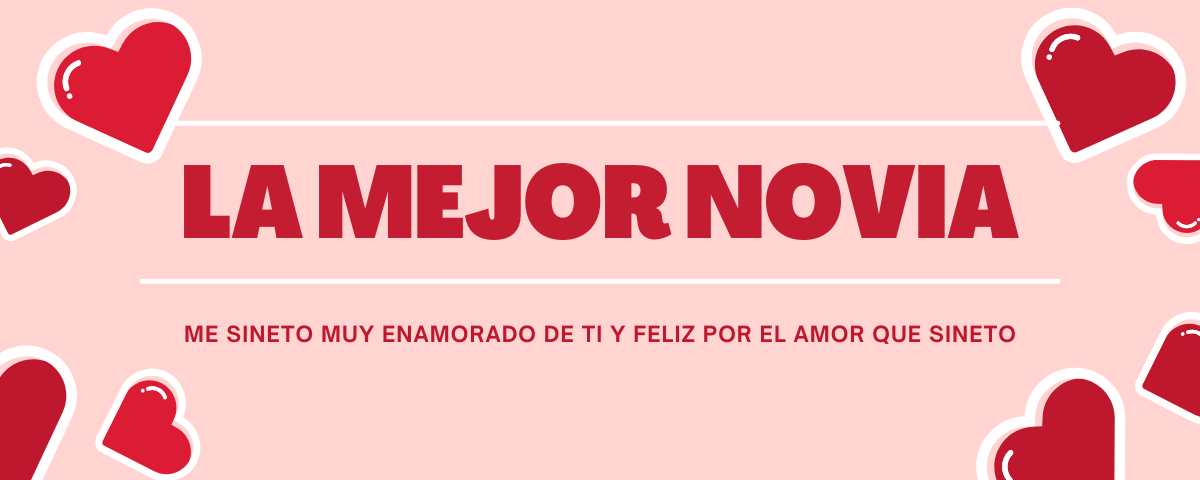 LA MEJOR NOVIA
ME SINETO MUY ENAMORADO DE TI Y FELIZ POR EL AMOR QUE SINETO